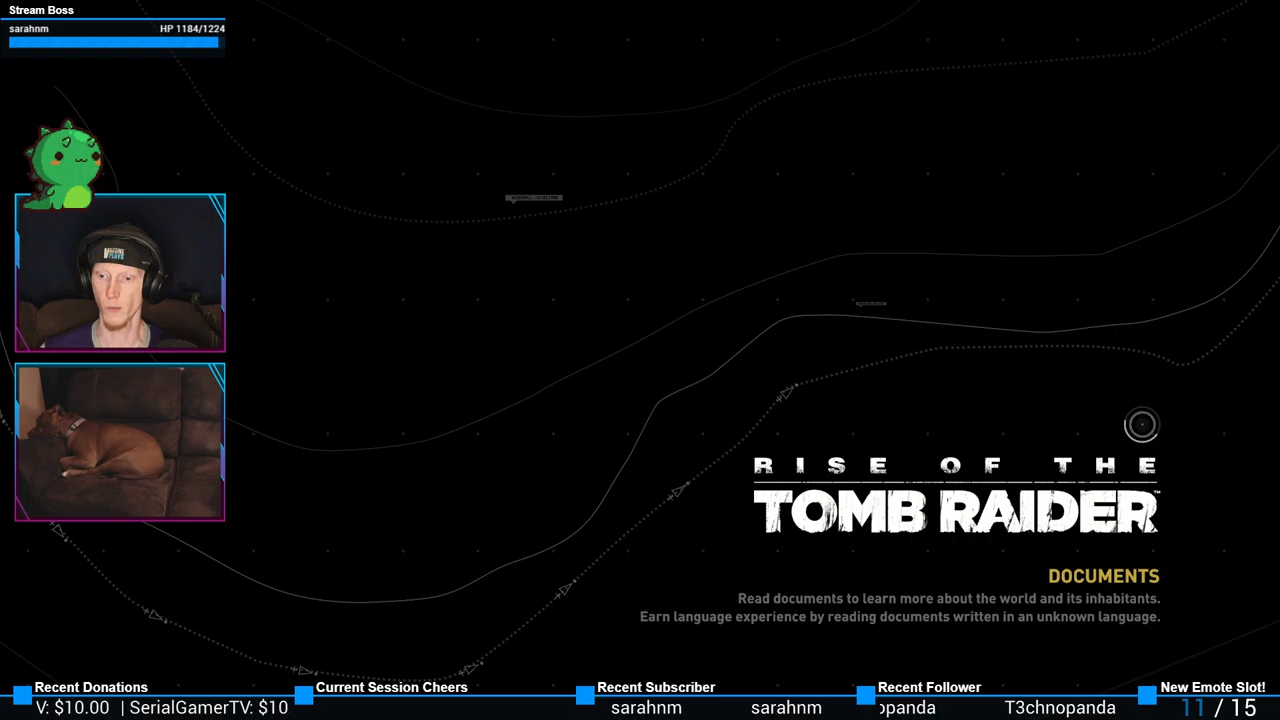 Stream Boss
sarahnm HP 1184/1224
RISE OF THE
TOMB RAIDER
DOCUMENTS
Read documents to learn more about the world and its inhabitants.
Earn language experience by reading documents written in an unknown language.
Recent Donations
V: $10.00 | SerialGamerTV: $10
Current Session Cheers
Recent Subscriber
sarahnm sarahnm
Recent Follower
opanda T3chnopanda
New Emote Slot!
11 / 15